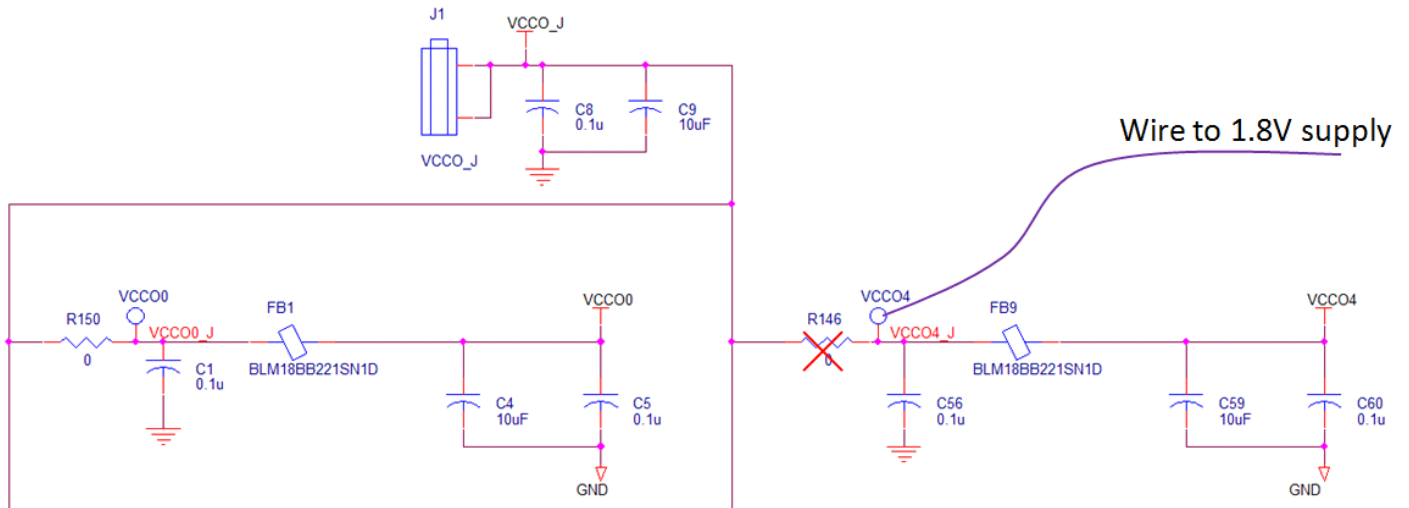 J1
VCCO_J
C8
0.1u
C9
10uF
VCCO_J
Wire to 1.8V supply
VCCO0
R150
0
VCCO0_J
C1
0.1u
FB1
BLM18BB221SN1D
VCCO0
C4
10uF
C5
0.1u
GND
R146
0
VCCO4
VCCO4_J
C56
0.1u
FB9
BLM18BB221SN1D
VCCO4
C59
10uF
C60
0.1u
GND